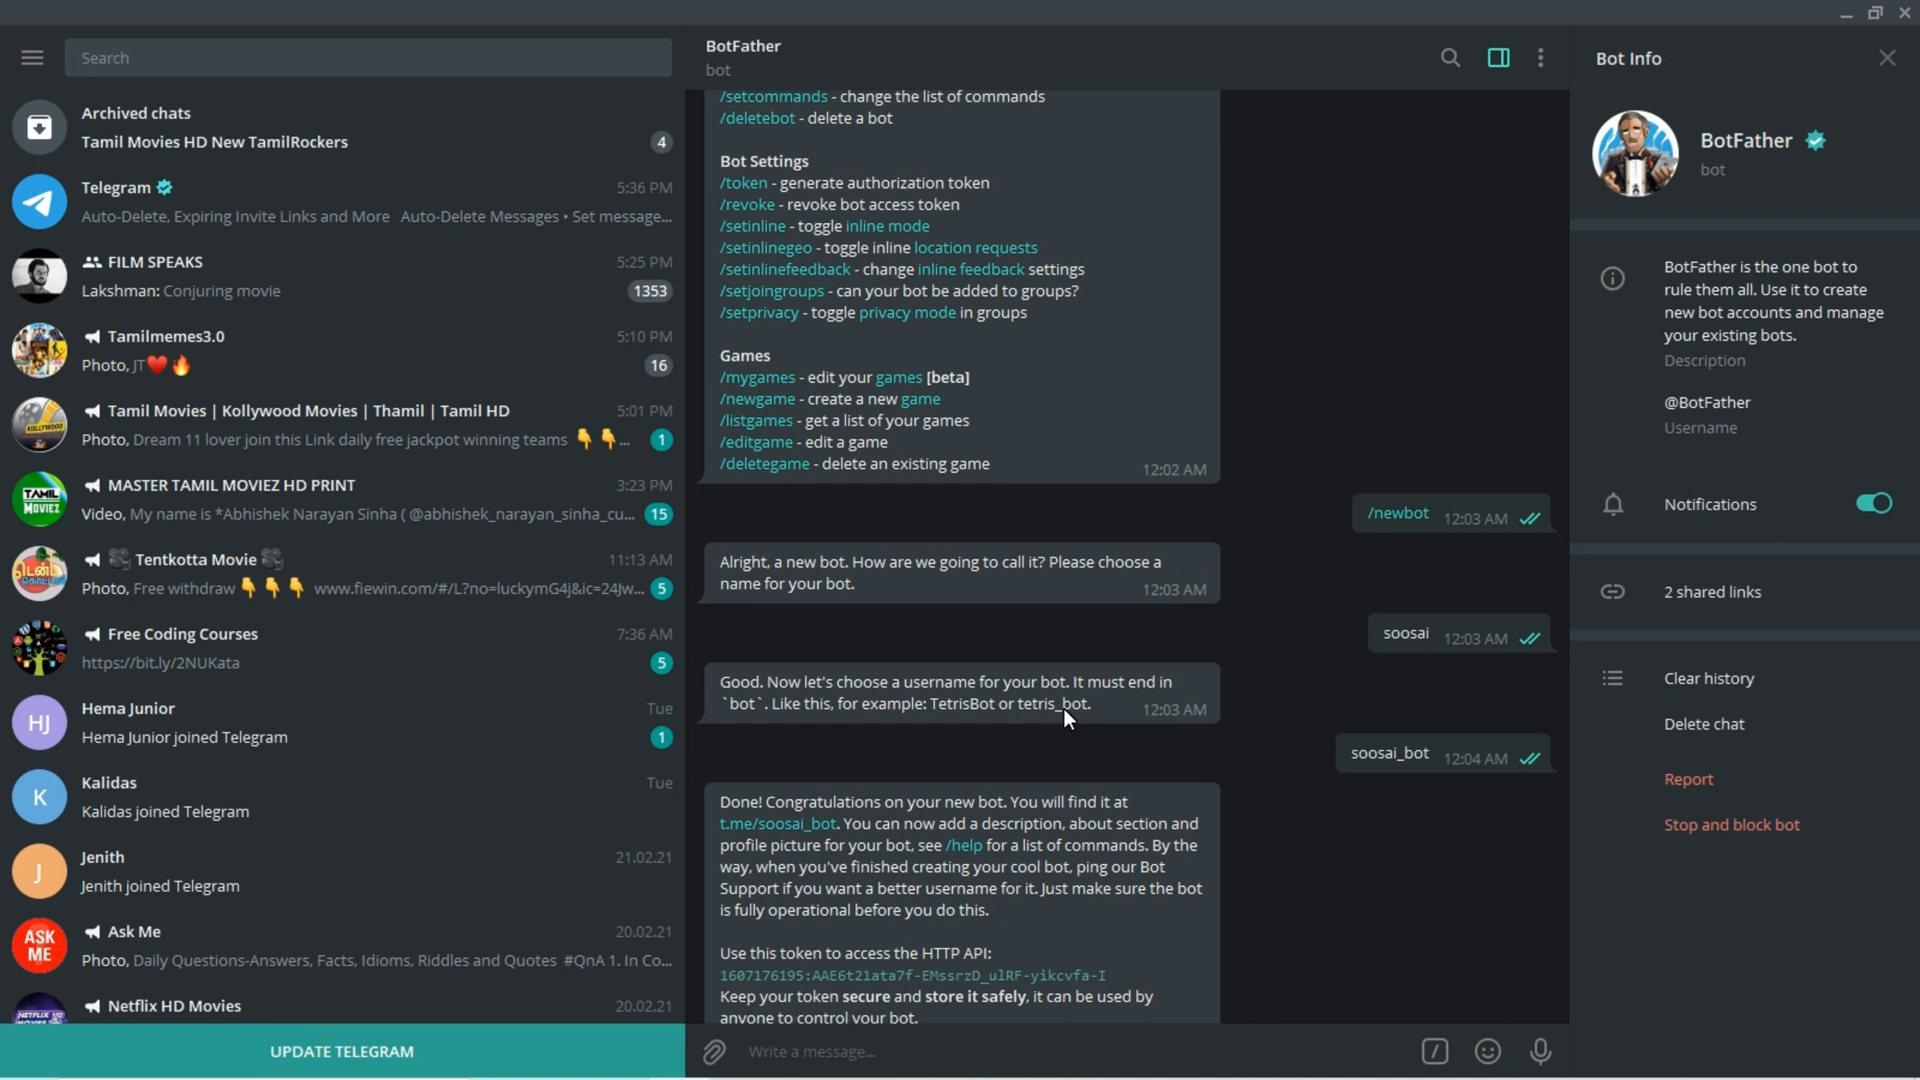 Search
Archived chats
Tamil Movies HD New TamilRockers
4
Telegram
5:36 PM
Auto-Delete, Expiring Invite Links and More Auto-Delete Messages • Set message...
FILM SPEAKS
5:25 PM
Lakshman: Conjuring movie
1353
Tamilmemes3.0
5:10 PM
Photo, JT❤️🔥
16
Tamil Movies | Kollywood Movies | Thamil | Tamil HD
5:01 PM
Photo, Dream 11 lover join this Link daily free jackpot winning teams 👇 👇...
1
MASTER TAMIL MOVIEZ HD PRINT
3:23 PM
Video, My name is *Abhishek Narayan Sinha ( @abhishek_narayan_sinha_cu...
15
Tentkotta Movie
11:13 AM
Photo, Free withdraw 👇 👇 👇 www.fiewin.com/#/L?no=luckymG4j&ic=24Jw...
5
Free Coding Courses
7:36 AM
https://bit.ly/2NUKata
5
HJ
Hema Junior
Tue
Hema Junior joined Telegram
1
K
Kalidas
Tue
Kalidas joined Telegram
J
Jenith
21.02.21
Jenith joined Telegram
ASK
ME
Ask Me
20.02.21
Photo, Daily Questions-Answers, Facts, Idioms, Riddles and Quotes #QnA 1. In Co...
Netflix HD Movies
20.02.21
UPDATE TELEGRAM
BotFather
bot
/setcommands - change the list of commands
/deletebot - delete a bot
Bot Settings
/token - generate authorization token
/revoke - revoke bot access token
/setinline - toggle inline mode
/setinlinegeo - toggle inline location requests
/setinlinefeedback - change inline feedback settings
/setjoingroups - can your bot be added to groups?
/setprivacy - toggle privacy mode in groups
Games
/mygames - edit your games [beta]
/newgame - create a new game
/listgames - get a list of your games
/editgame - edit a game
/deletegame - delete an existing game
12:02 AM
/newbot 12:03 AM
Alright, a new bot. How are we going to call it? Please choose a
name for your bot.
12:03 AM
soosai 12:03 AM
Good. Now let's choose a username for your bot. It must end in
`bot`. Like this, for example: TetrisBot or tetris_bot.
12:03 AM
soosai_bot 12:04 AM
Done! Congratulations on your new bot. You will find it at
t.me/soosai_bot. You can now add a description, about section and
profile picture for your bot, see /help for a list of commands. By the
way, when you've finished creating your cool bot, ping our Bot
Support if you want a better username for it. Just make sure the bot
is fully operational before you do this.
Use this token to access the HTTP API:
1607176195:AAE6t21ata7f-EMssrzD_ulRF-yikcvfa-I
Keep your token secure and store it safely, it can be used by
anyone to control your bot.
Write a message...
Bot Info
BotFather
bot
BotFather is the one bot to
rule them all. Use it to create
new bot accounts and manage
your existing bots.
Description
@BotFather
Username
Notifications
2 shared links
Clear history
Delete chat
Report
Stop and block bot